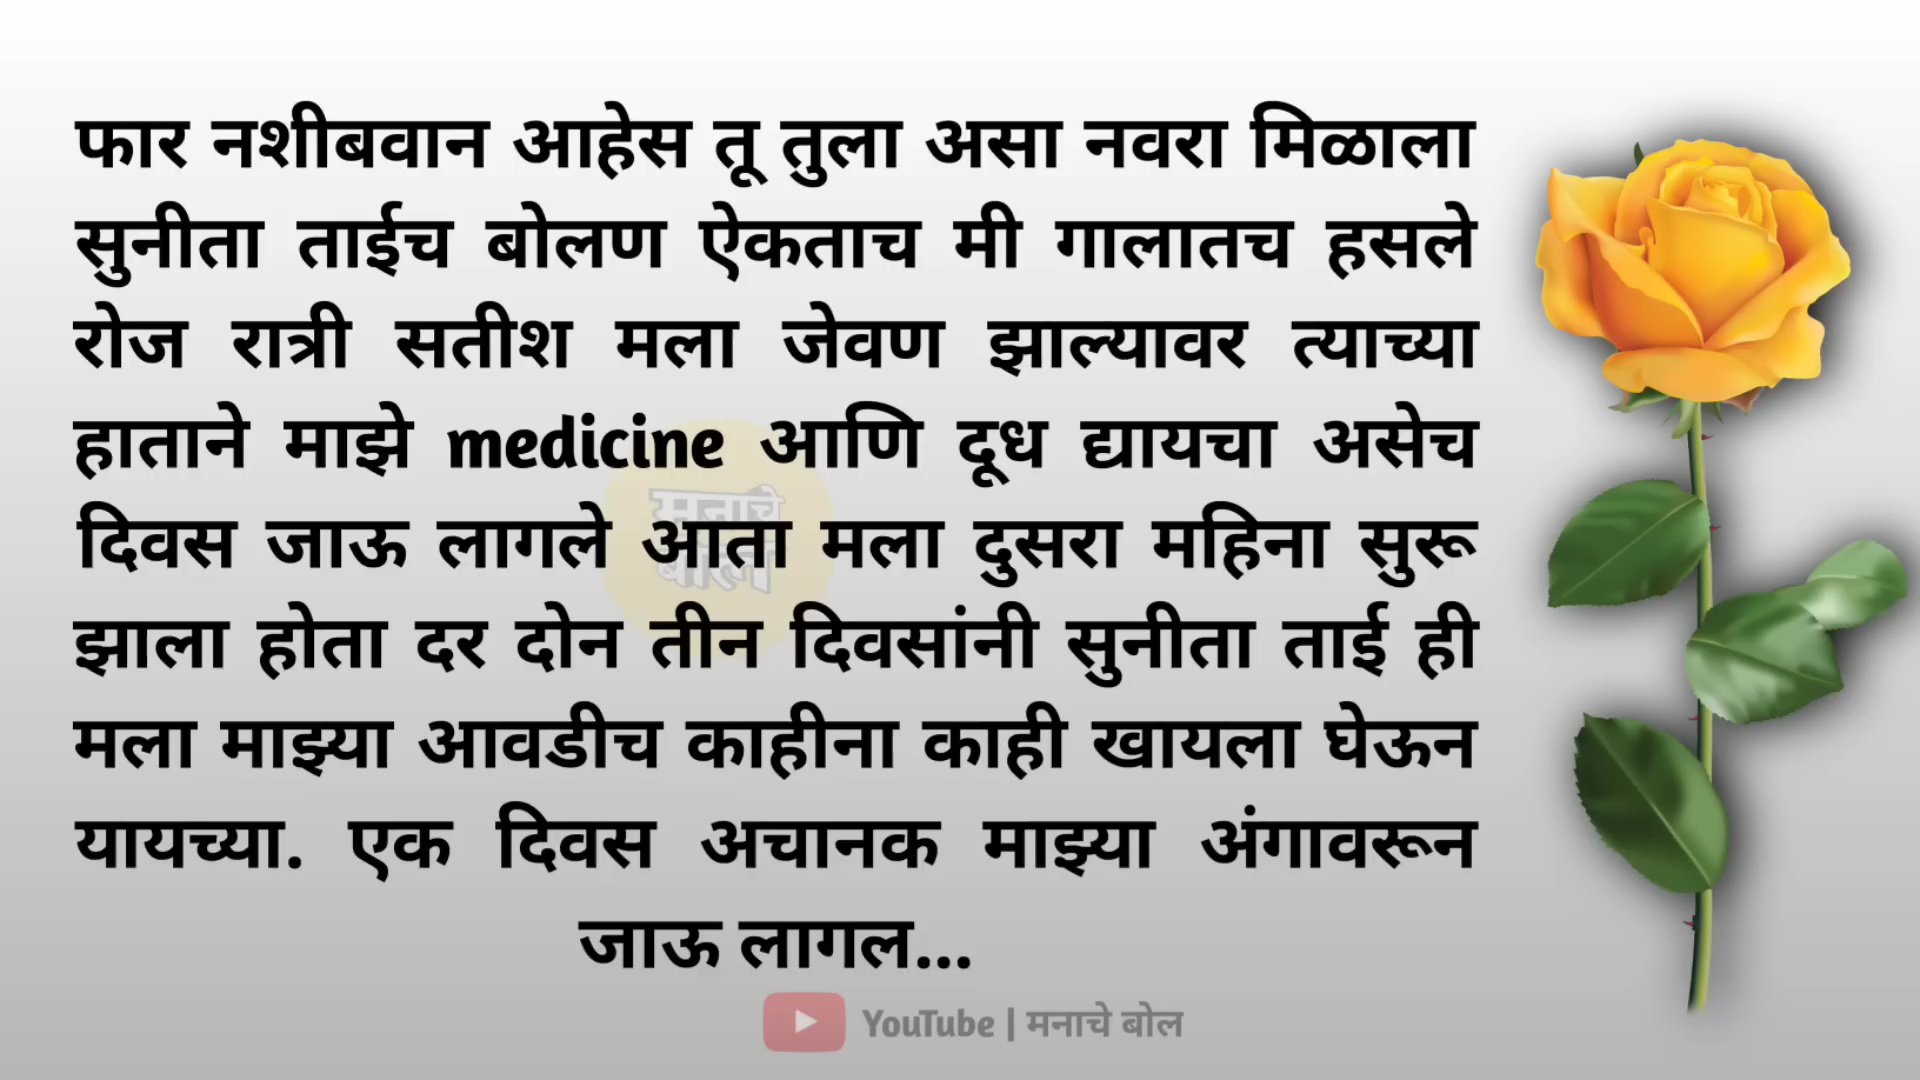 फार नशीबवान आहेस तू तुला असा नवरा मिळाला
सुनीता ताईच बोलण ऐकताच मी गालातच हसले
रोज रात्री सतीश मला जेवण झाल्यावर त्याच्या
हाताने माझे medicine आणि दूध द्यायचा असेच
दिवस जाऊ लागले आता मला दुसरा महिना सुरू
झाला होता दर दोन तीन दिवसांनी सुनीता ताई ही
मला माझ्या आवडीच काहीना काही खायला घेऊन
यायच्या. एक दिवस अचानक माझ्या अंगावरून
जाऊ लागल...
मनाचे
बोल
YouTube | मनाचे बोल